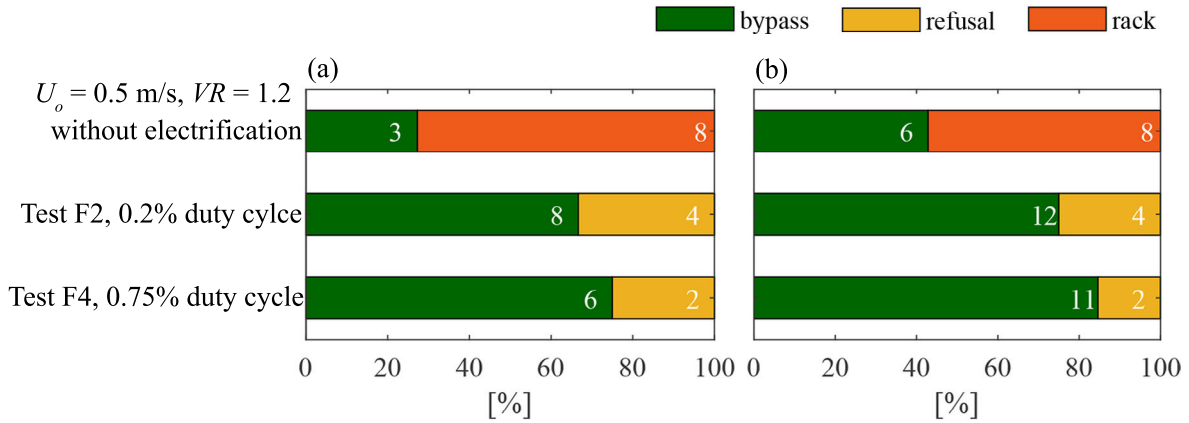 bypass refusal rack
(a) (b)
U_o = 0.5 m/s, VR = 1.2
without electrification
3 8 6 8
Test F2, 0.2% duty cylce
8 4 12 4
Test F4, 0.75% duty cycle
6 2 11 2
0 20 40 60 80 100 0 20 40 60 80 100
[%] [%]